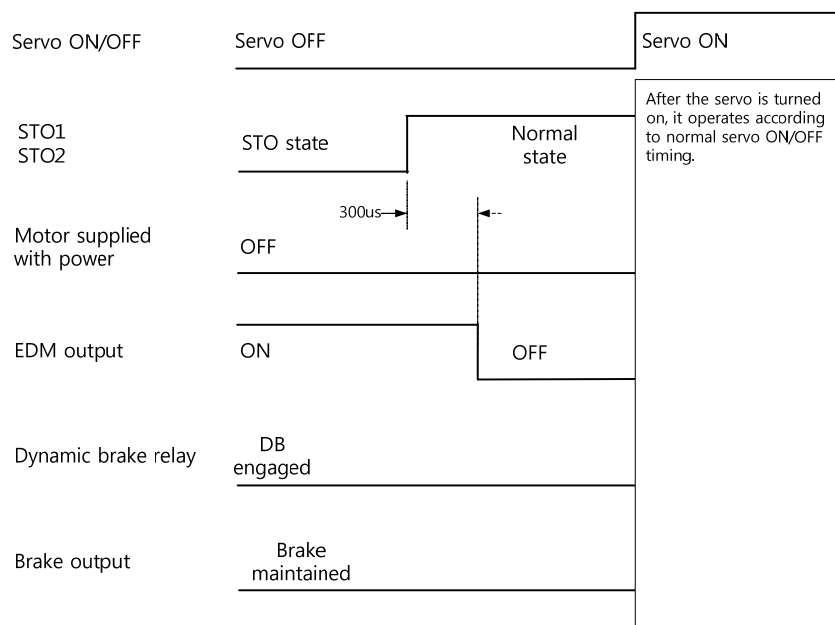 Servo ON/OFF
Servo OFF
Servo ON
After the servo is turned
on, it operates according
to normal servo ON/OFF
timing.
STO1
STO2
STO state
Normal
state
300us
Motor supplied
with power
OFF
EDM output
ON
OFF
Dynamic brake relay
DB
engaged
Brake output
Brake
maintained